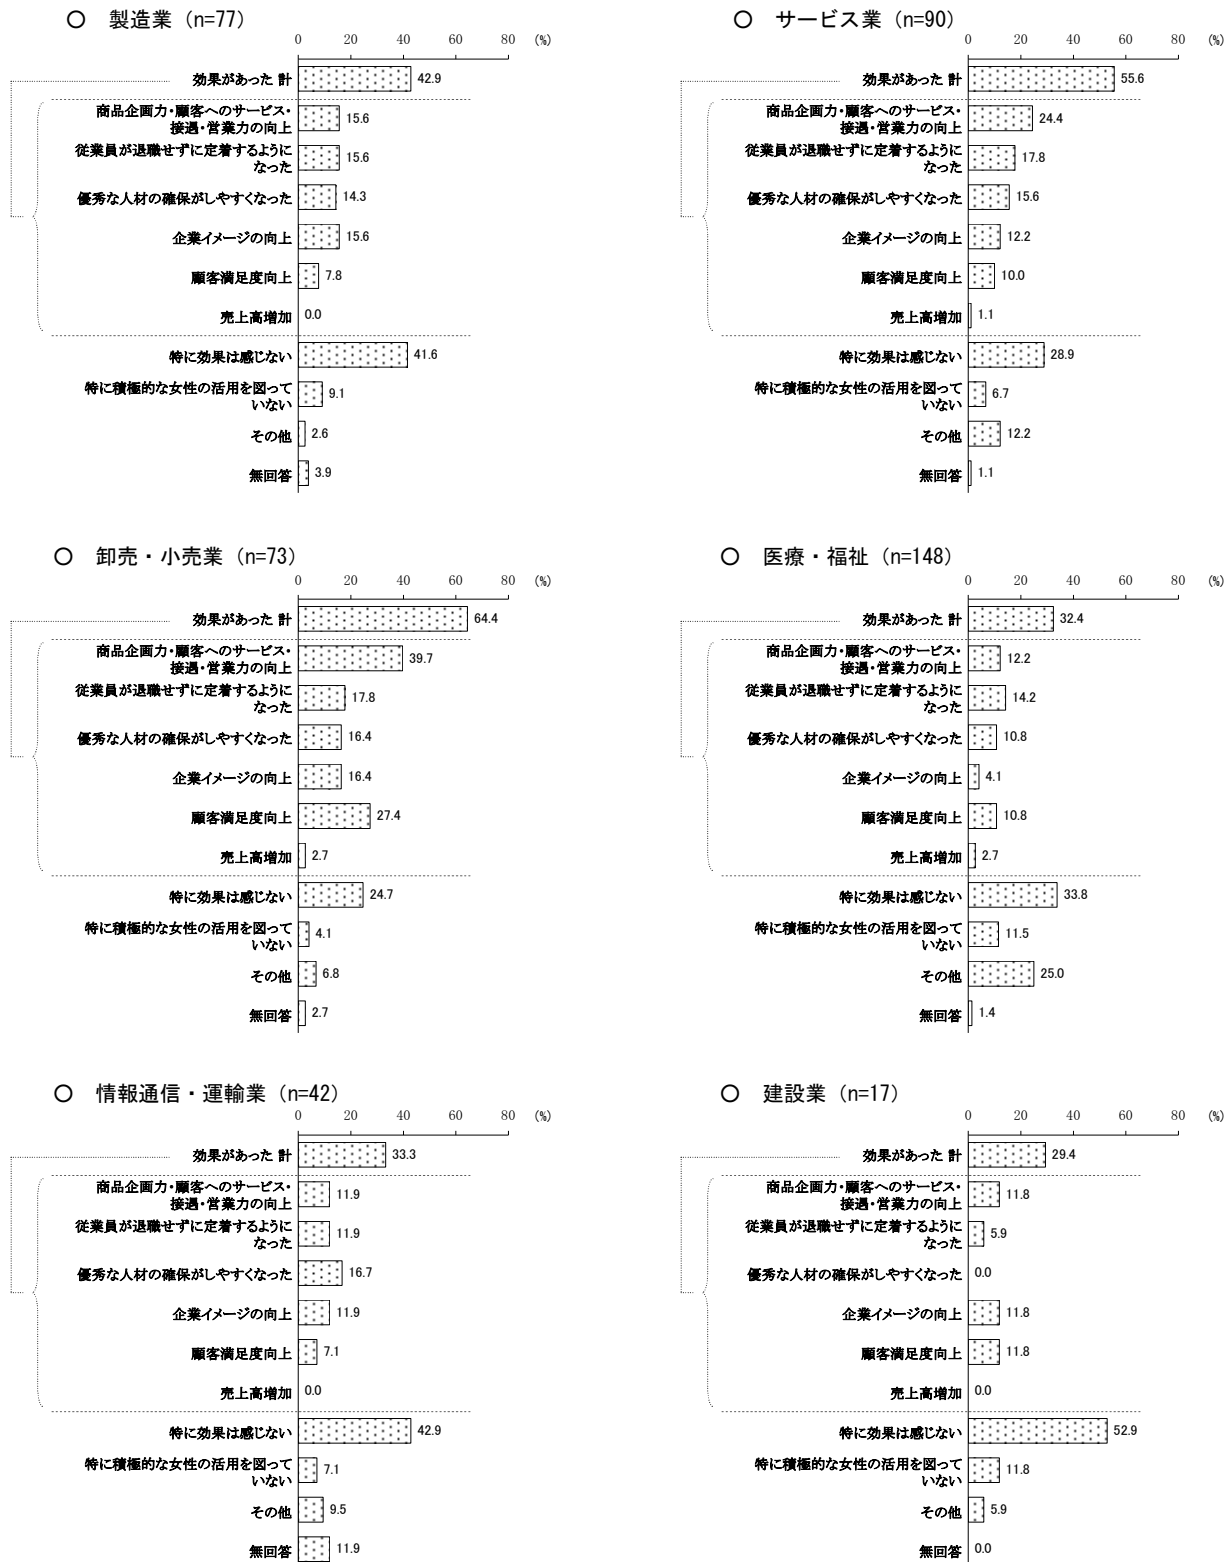 ○ 製造業 (n=77)
0 20 40 60 80 (%)
効果があった 計 42.9
商品企画力・顧客へのサービス・
接遇・営業力の向上 15.6
従業員が退職せずに定着するように
なった 15.6
優秀な人材の確保がしやすくなった 14.3
企業イメージの向上 15.6
顧客満足度向上 7.8
売上高増加 0.0
特に効果は感じない 41.6
特に積極的な女性の活用を図って
いない 9.1
その他 2.6
無回答 3.9
○ サービス業 (n=90)
0 20 40 60 80 (%)
効果があった 計 55.6
商品企画力・顧客へのサービス・
接遇・営業力の向上 24.4
従業員が退職せずに定着するように
なった 17.8
優秀な人材の確保がしやすくなった 15.6
企業イメージの向上 12.2
顧客満足度向上 10.0
売上高増加 1.1
特に効果は感じない 28.9
特に積極的な女性の活用を図って
いない 6.7
その他 12.2
無回答 1.1
○ 卸売・小売業 (n=73)
0 20 40 60 80 (%)
効果があった 計 64.4
商品企画力・顧客へのサービス・
接遇・営業力の向上 39.7
従業員が退職せずに定着するように
なった 17.8
優秀な人材の確保がしやすくなった 16.4
企業イメージの向上 16.4
顧客満足度向上 27.4
売上高増加 2.7
特に効果は感じない 24.7
特に積極的な女性の活用を図って
いない 4.1
その他 6.8
無回答 2.7
○ 医療・福祉 (n=148)
0 20 40 60 80 (%)
効果があった 計 32.4
商品企画力・顧客へのサービス・
接遇・営業力の向上 12.2
従業員が退職せずに定着するように
なった 14.2
優秀な人材の確保がしやすくなった 10.8
企業イメージの向上 4.1
顧客満足度向上 10.8
売上高増加 2.7
特に効果は感じない 33.8
特に積極的な女性の活用を図って
いない 11.5
その他 25.0
無回答 1.4
○ 情報通信・運輸業 (n=42)
0 20 40 60 80 (%)
効果があった 計 33.3
商品企画力・顧客へのサービス・
接遇・営業力の向上 11.9
従業員が退職せずに定着するように
なった 11.9
優秀な人材の確保がしやすくなった 16.7
企業イメージの向上 11.9
顧客満足度向上 7.1
売上高増加 0.0
特に効果は感じない 42.9
特に積極的な女性の活用を図って
いない 7.1
その他 9.5
無回答 11.9
○ 建設業 (n=17)
0 20 40 60 80 (%)
効果があった 計 29.4
商品企画力・顧客へのサービス・
接遇・営業力の向上 11.8
従業員が退職せずに定着するように
なった 5.9
優秀な人材の確保がしやすくなった 0.0
企業イメージの向上 11.8
顧客満足度向上 11.8
売上高増加 0.0
特に効果は感じない 52.9
特に積極的な女性の活用を図って
いない 11.8
その他 5.9
無回答 0.0